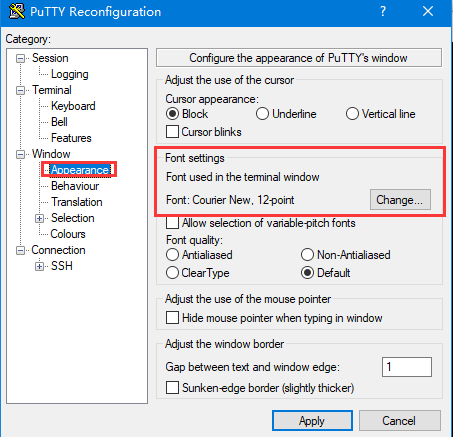 PuTTY Reconfiguration
?
Category:
Session
Logging
Terminal
Keyboard
Bell
Features
Window
Appearance
Behaviour
Translation
Selection
Colours
Connection
SSH
Configure the appearance of PuTTY's window
Adjust the use of the cursor
Cursor appearance:
Block Underline Vertical line
Cursor blinks
Font settings
Font used in the terminal window
Font: Courier New, 12-point Change...
Allow selection of variable-pitch fonts
Font quality:
Antialiased Non-Antialiased
ClearType Default
Adjust the use of the mouse pointer
Hide mouse pointer when typing in window
Adjust the window border
Gap between text and window edge: 1
Sunken-edge border (slightly thicker)
Apply Cancel